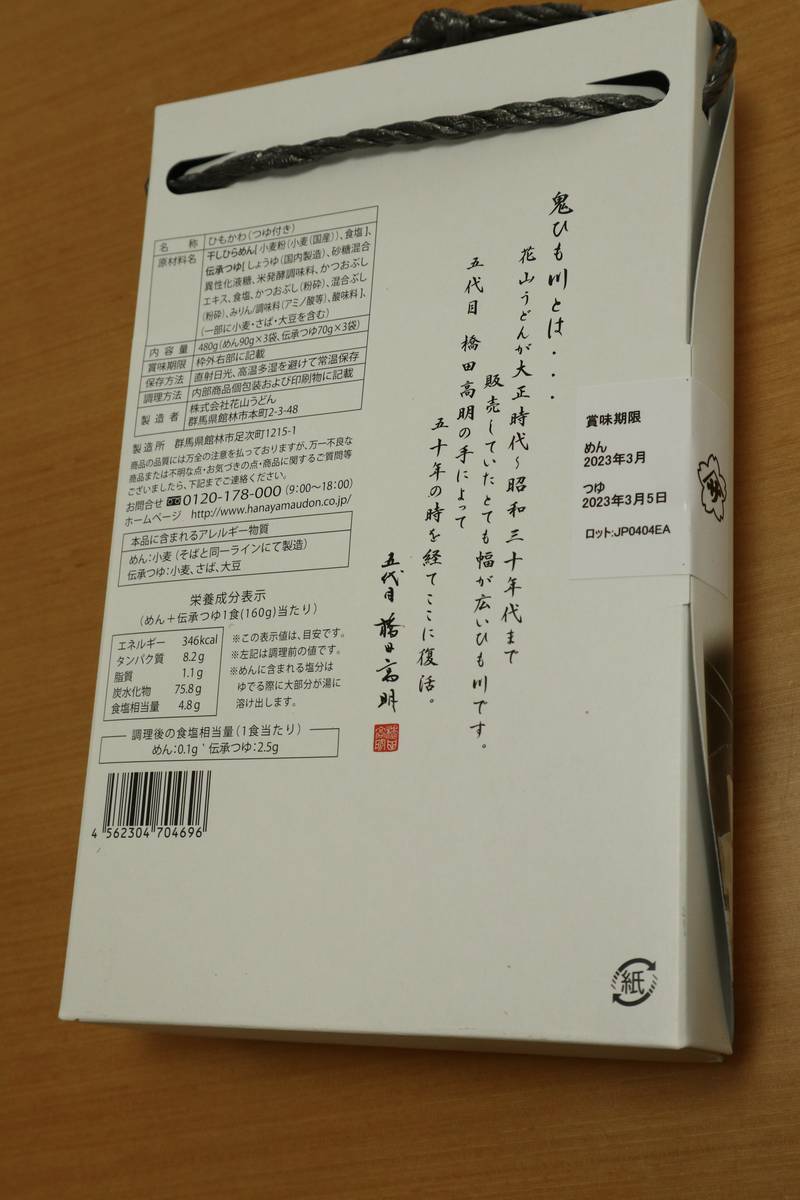 鬼ひも川とは・・・
花山うどんが大正時代〜昭和三十年代まで
販売していたとても幅が広いひも川です。
五代目 橋田高明の手によって
五十年の時を経てここに復活。
五代目 橋田高明
名称 ひもかわ(つゆ付き)
原材料名 干しひらめん[小麦粉(小麦(国産))、食塩]、
伝承つゆ[しょうゆ(国内製造)、砂糖混合
異性化液糖、米発酵調味料、かつおぶし
エキス、食塩、かつおぶし(粉砕)、混合ぶし
(粉砕)、みりん/調味料(アミノ酸等)、酸味料]、
(一部に小麦・さば・大豆を含む)
内容量 480g(めん90g×3袋、伝承つゆ70g×3袋)
賞味期限 枠外右部に記載
保存方法 直射日光、高温多湿を避けて常温保存
調理方法 内部商品個包装および印刷物に記載
製造者 株式会社花山うどん
群馬県館林市本町2-3-48
製造所 群馬県館林市足次町1215-1
商品の品質には万全の注意を払っておりますが、万一不良な
商品または不明な点・お気づきの点・商品に関するご質問等
ございましたら、下記までご連絡ください。
お問合せ 0120-178-000(9:00〜18:00)
ホームページ http://www.hanayamaudon.co.jp/
本品に含まれるアレルギー物質
めん:小麦(そばと同一ラインにて製造)
伝承つゆ:小麦、さば、大豆
栄養成分表示
(めん+伝承つゆ1食(160g)当たり)
エネルギー 346kcal
タンパク質 8.2g
脂質 1.1g
炭水化物 75.8g
食塩相当量 4.8g
※この表示値は、目安です。
※左記は調理前の値です。
※めんに含まれる塩分は
ゆでる際に大部分が湯に
溶け出します。
調理後の食塩相当量(1食当たり)
めん:0.1g、伝承つゆ:2.5g
4 562304 704696
賞味期限
めん
2023年3月
つゆ
2023年3月5日
ロット:JP0404EA
紙